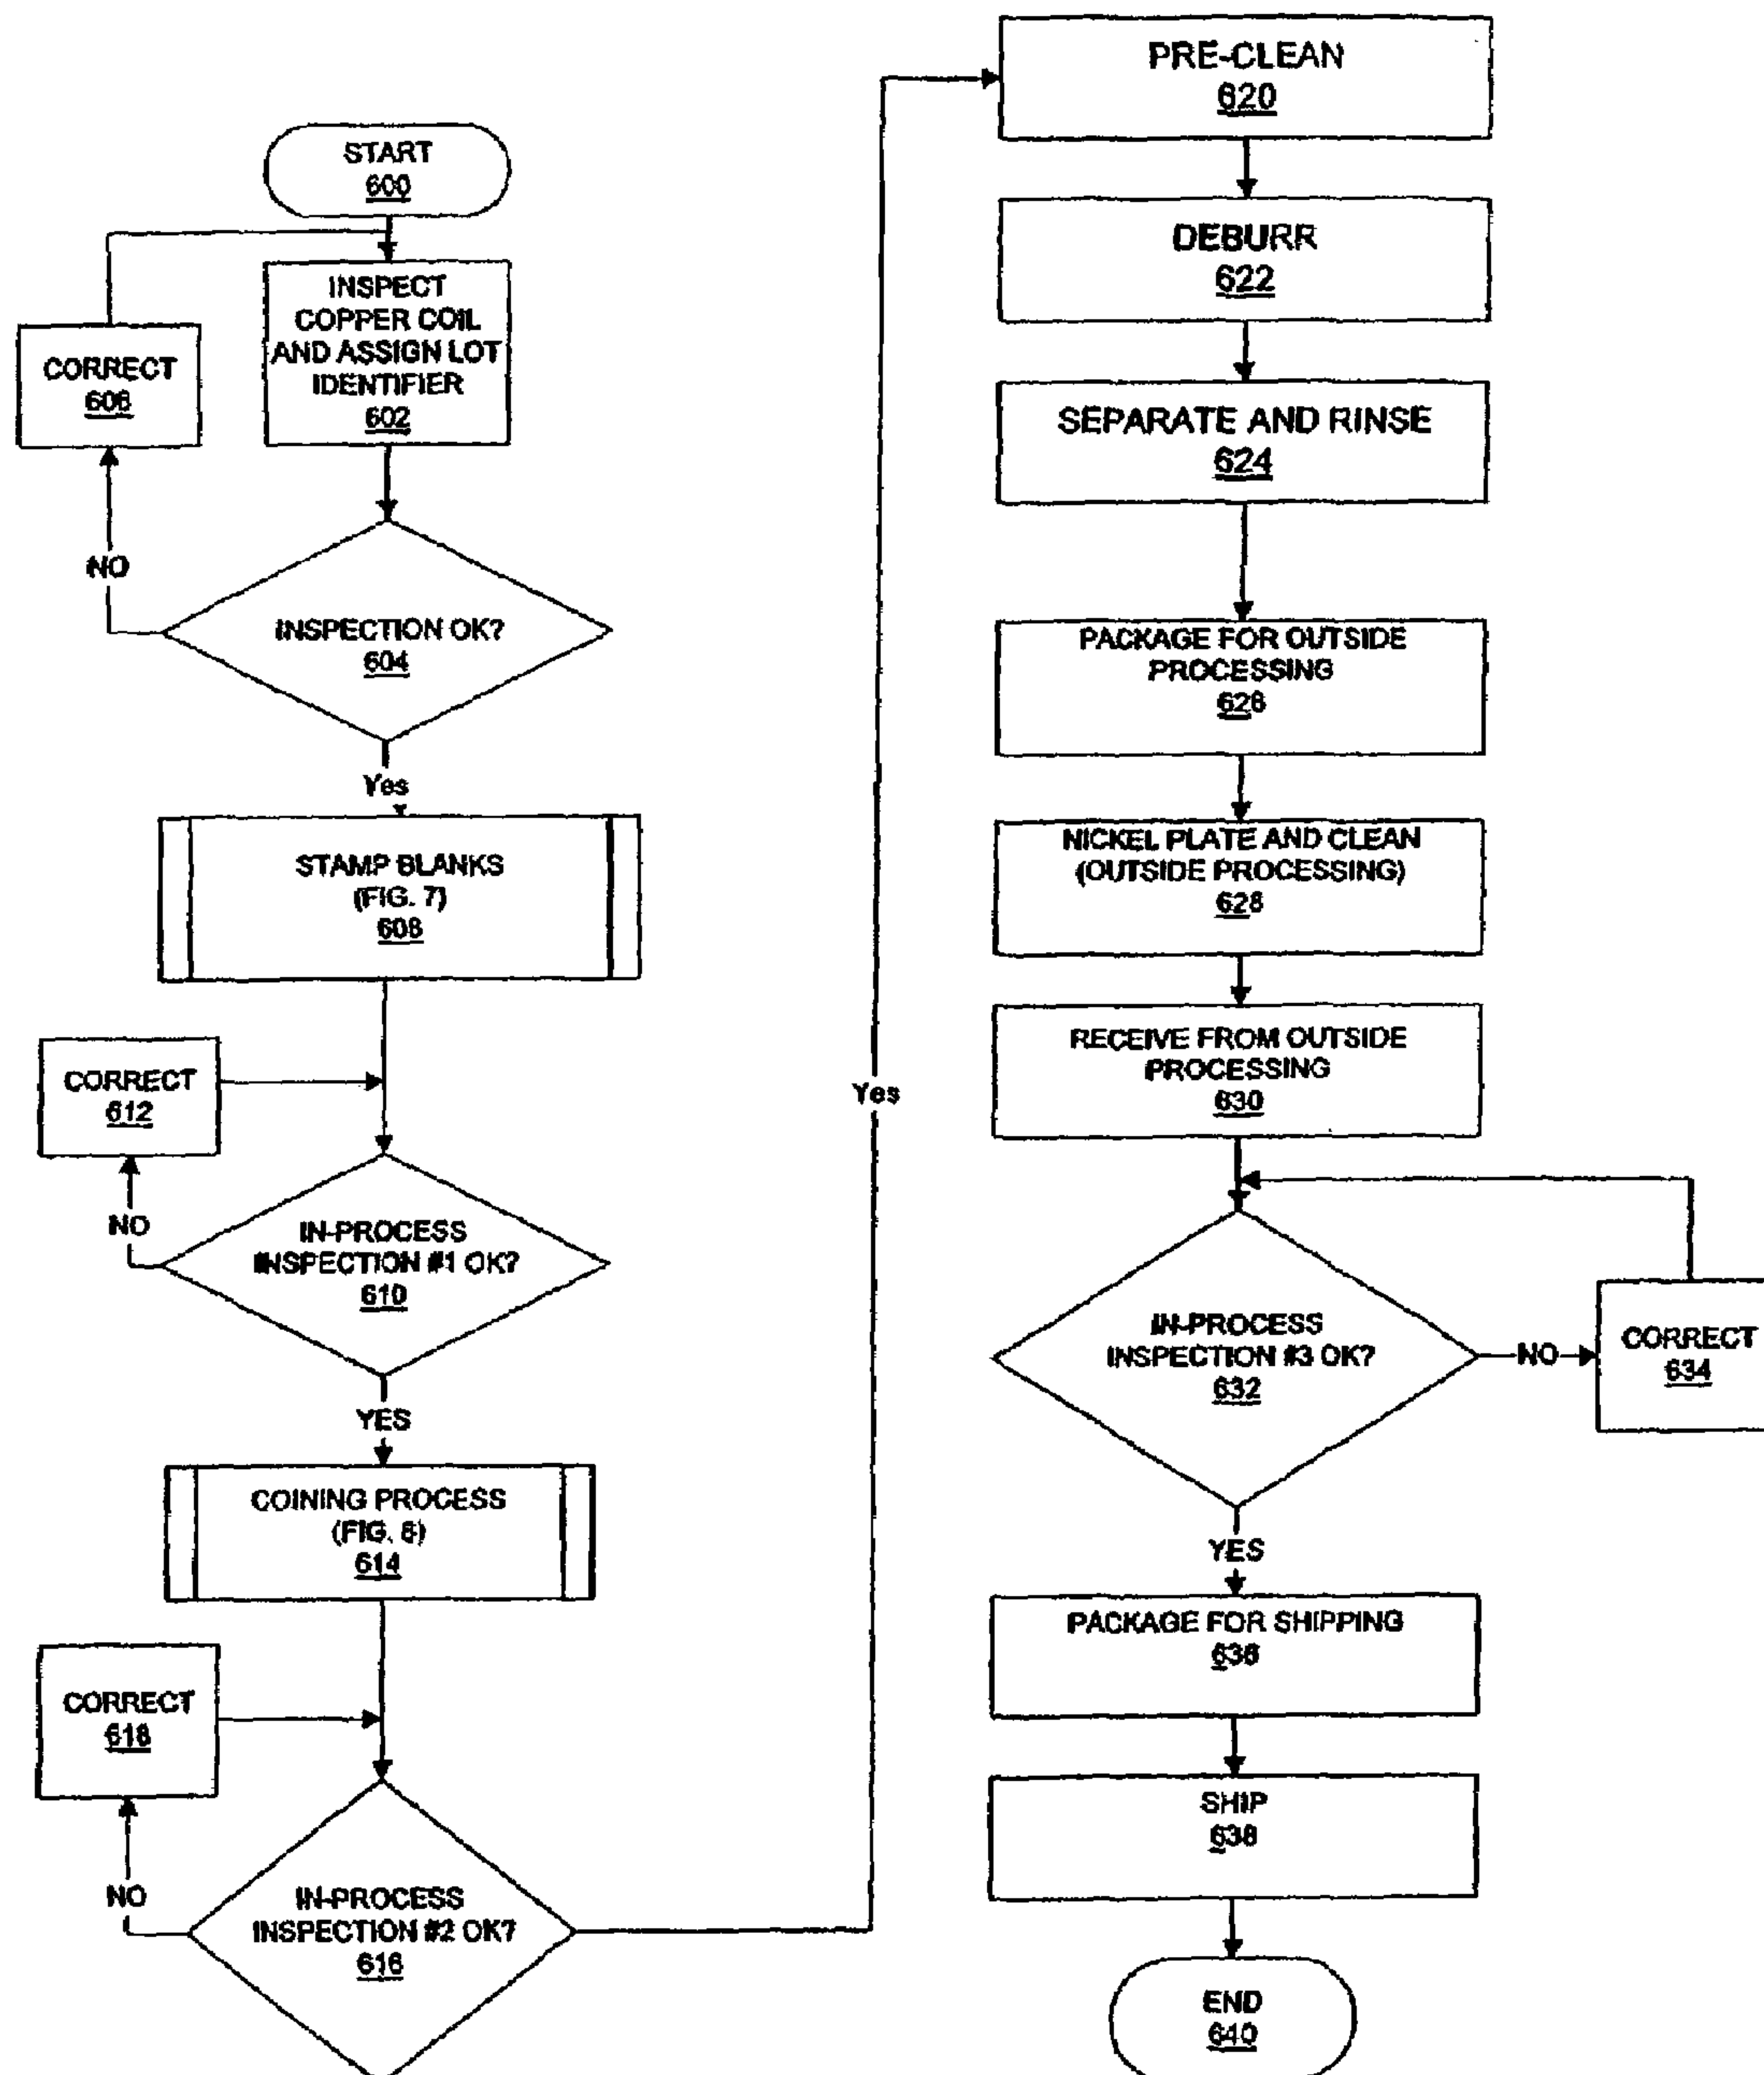 START
600
INSPECT
COPPER COIL
AND ASSIGN LOT
IDENTIFIER
602
CORRECT
606
NO
INSPECTION OK?
604
Yes
STAMP BLANKS
(FIG. 7)
608
CORRECT
612
NO
IN-PROCESS
INSPECTION #1 OK?
610
YES
COINING PROCESS
(FIG. 8)
614
CORRECT
618
NO
IN-PROCESS
INSPECTION #2 OK?
616
Yes
PRE-CLEAN
620
DEBURR
622
SEPARATE AND RINSE
624
PACKAGE FOR OUTSIDE
PROCESSING
626
NICKEL PLATE AND CLEAN
(OUTSIDE PROCESSING)
628
RECEIVE FROM OUTSIDE
PROCESSING
630
IN-PROCESS
INSPECTION #3 OK?
632
NO
CORRECT
634
YES
PACKAGE FOR SHIPPING
636
SHIP
638
END
640